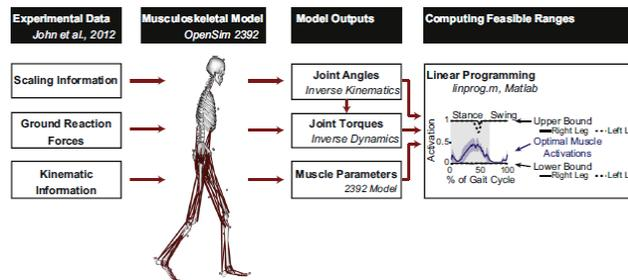 Experimental Data
John et al., 2012
Musculoskeletal Model
OpenSim 2392
Model Outputs
Computing Feasible Ranges
Scaling Information
Ground Reaction
Forces
Kinematic
Information
Joint Angles
Inverse Kinematics
Joint Torques
Inverse Dynamics
Muscle Parameters
2392 Model
Linear Programming
linprog.m, Matlab
Stance Swing
Activation
1
0.5
0
0 50 100
% of Gait Cycle
Upper Bound
Right Leg Left L
Optimal Muscle
Activations
Lower Bound
Right Leg Left L